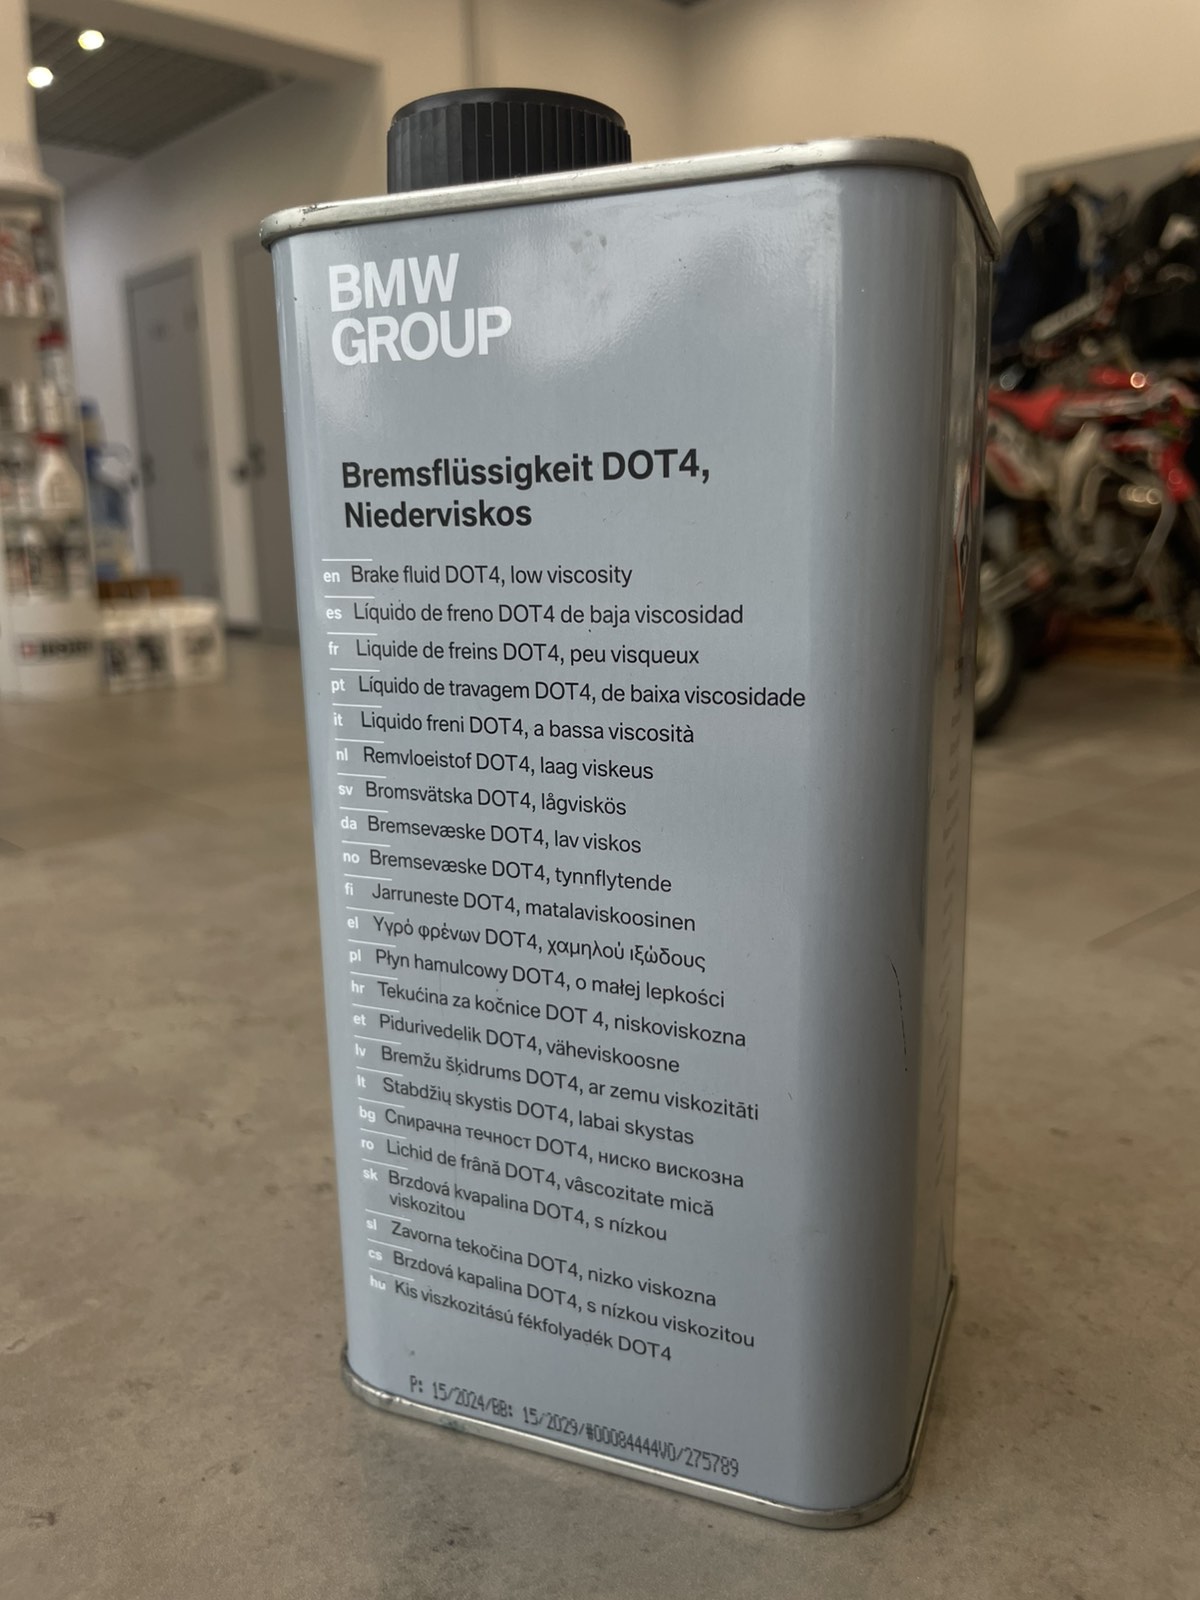 BMW
GROUP
Bremsflüssigkeit DOT4,
Niederviskos
en Brake fluid DOT4, low viscosity
es Líquido de freno DOT4 de baja viscosidad
fr Liquide de freins DOT4, peu visqueux
pt Líquido de travagem DOT4, de baixa viscosidade
it Liquido freni DOT4, a bassa viscosità
nl Remvloeistof DOT4, laag viskeus
sv Bromsvätska DOT4, lågviskös
da Bremsevæske DOT4, lav viskos
no Bremsevæske DOT4, tynnflytende
fi Jarruneste DOT4, matalaviskoosinen
el Υγρό φρένων DOT4, χαμηλού ιξώδους
pl Płyn hamulcowy DOT4, o małej lepkości
hr Tekućina za kočnice DOT 4, niskoviskozna
et Pidurivedelik DOT4, väheviskoosne
lv Bremžu šķidrums DOT4, ar zemu viskozitāti
lt Stabdžių skystis DOT4, labai skystas
bg Спирачна течност DOT4, ниско вискозна
ro Lichid de frână DOT4, vâscozitate mică
sk Brzdová kvapalina DOT4, s nízkou
viskozitou
sl Zavorna tekočina DOT4, nizko viskozna
cs Brzdová kapalina DOT4, s nízkou viskozitou
hu Kis viszkozitású fékfolyadék DOT4
P: 15/2024/BB: 15/2029/#00084444V0/275789